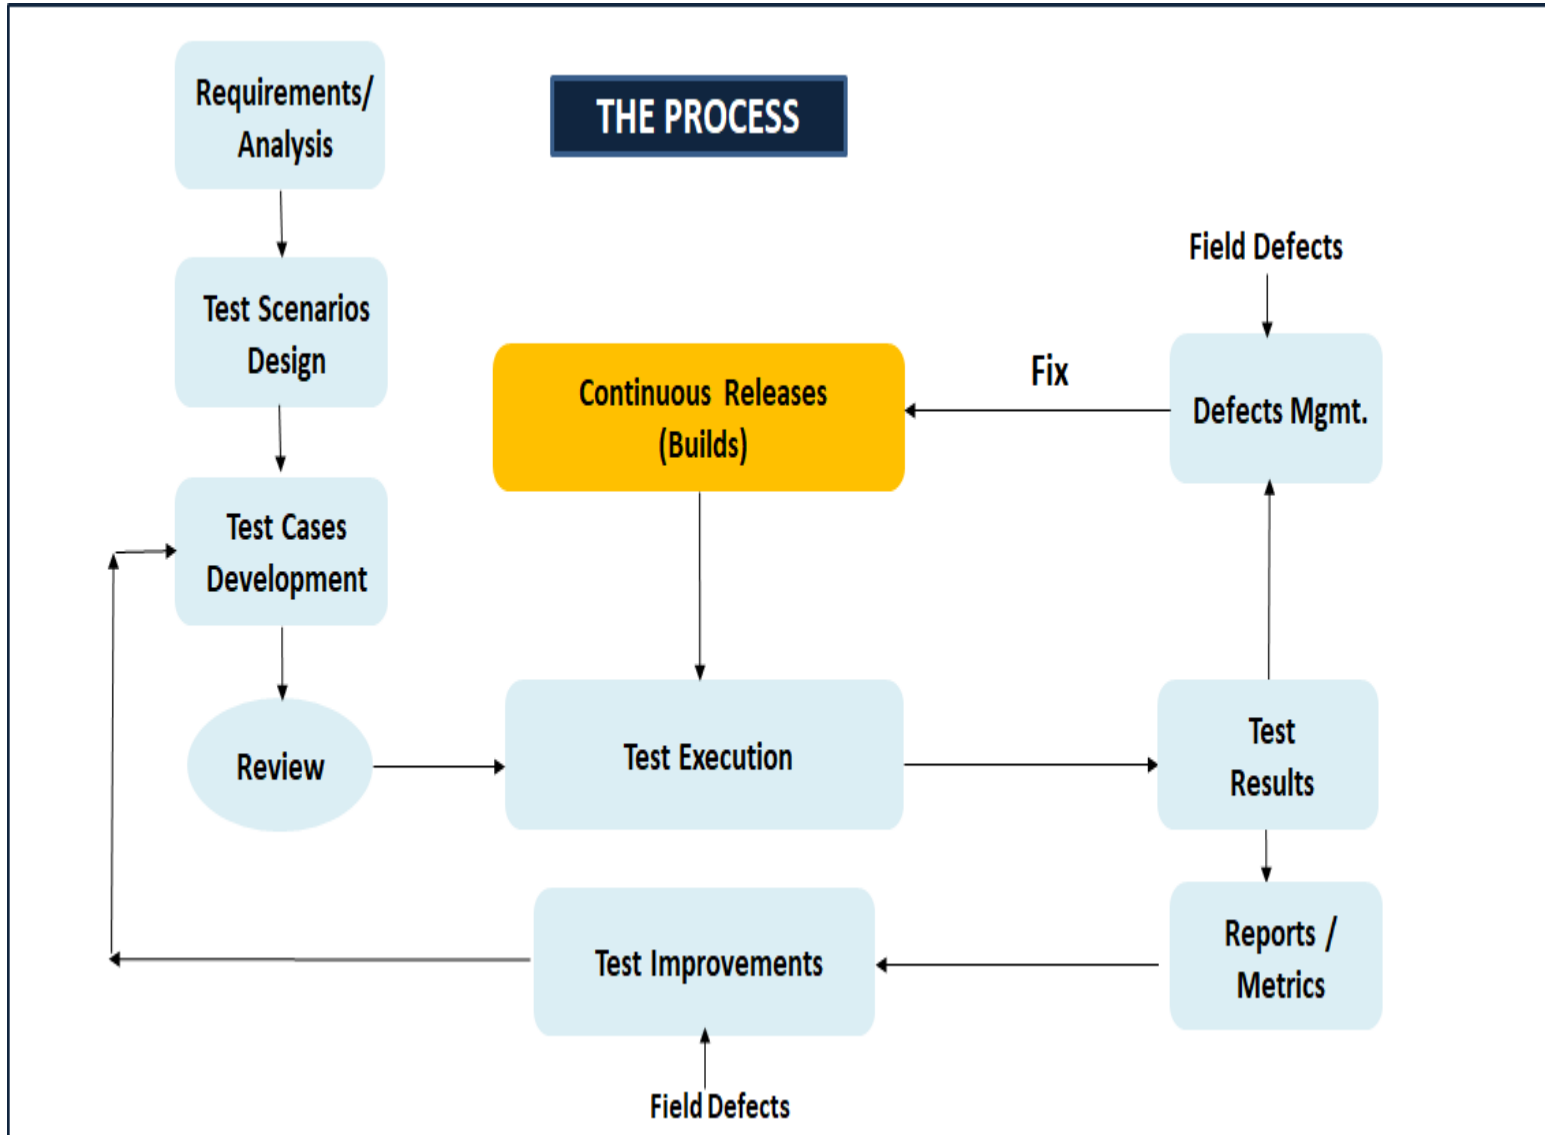 Requirements/
Analysis
THE PROCESS
Test Scenarios
Design
Field Defects
Continuous Releases
(Builds)
Fix
Defects Mgmt.
Test Cases
Development
Review
Test Execution
Test
Results
Test Improvements
Reports /
Metrics
Field Defects